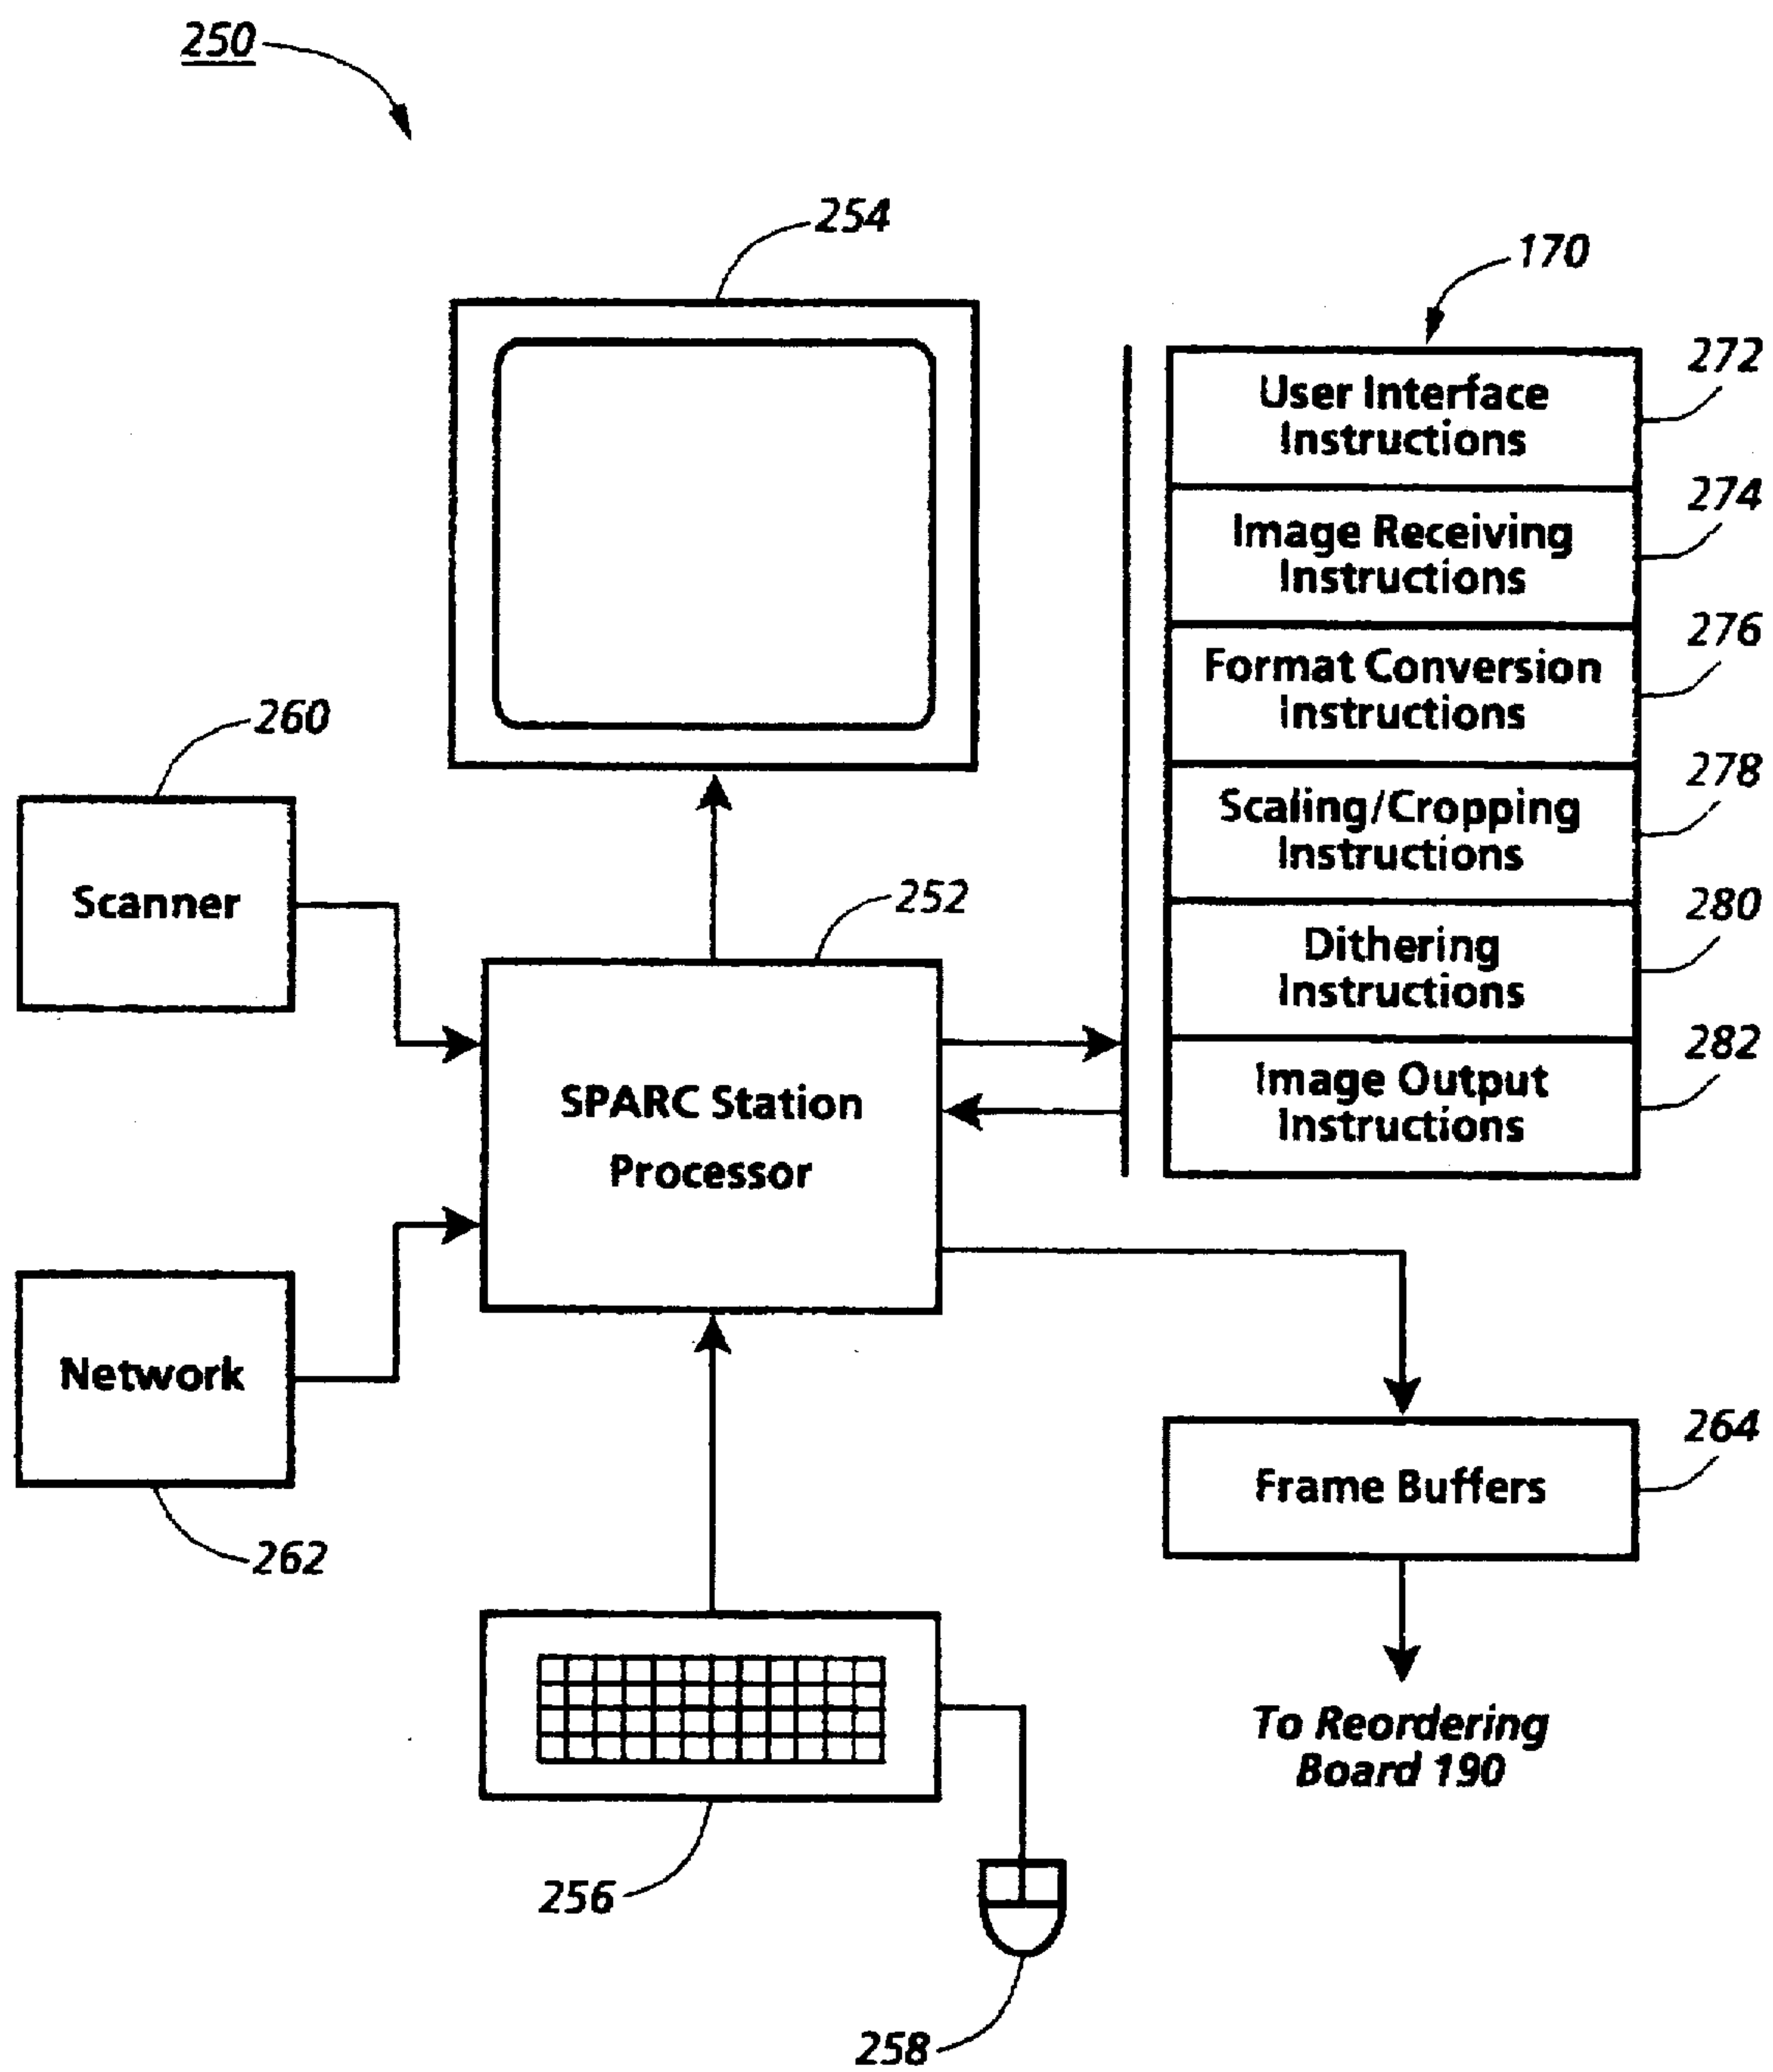 250
254
170
User Interface
Instructions
272
Image Receiving
Instructions
274
Format Conversion
Instructions
276
Scaling/Cropping
Instructions
278
Dithering
Instructions
280
Image Output
Instructions
282
260
Scanner
252
SPARC Station
Processor
Network
262
264
Frame Buffers
To Reordering
Board 190
256
258